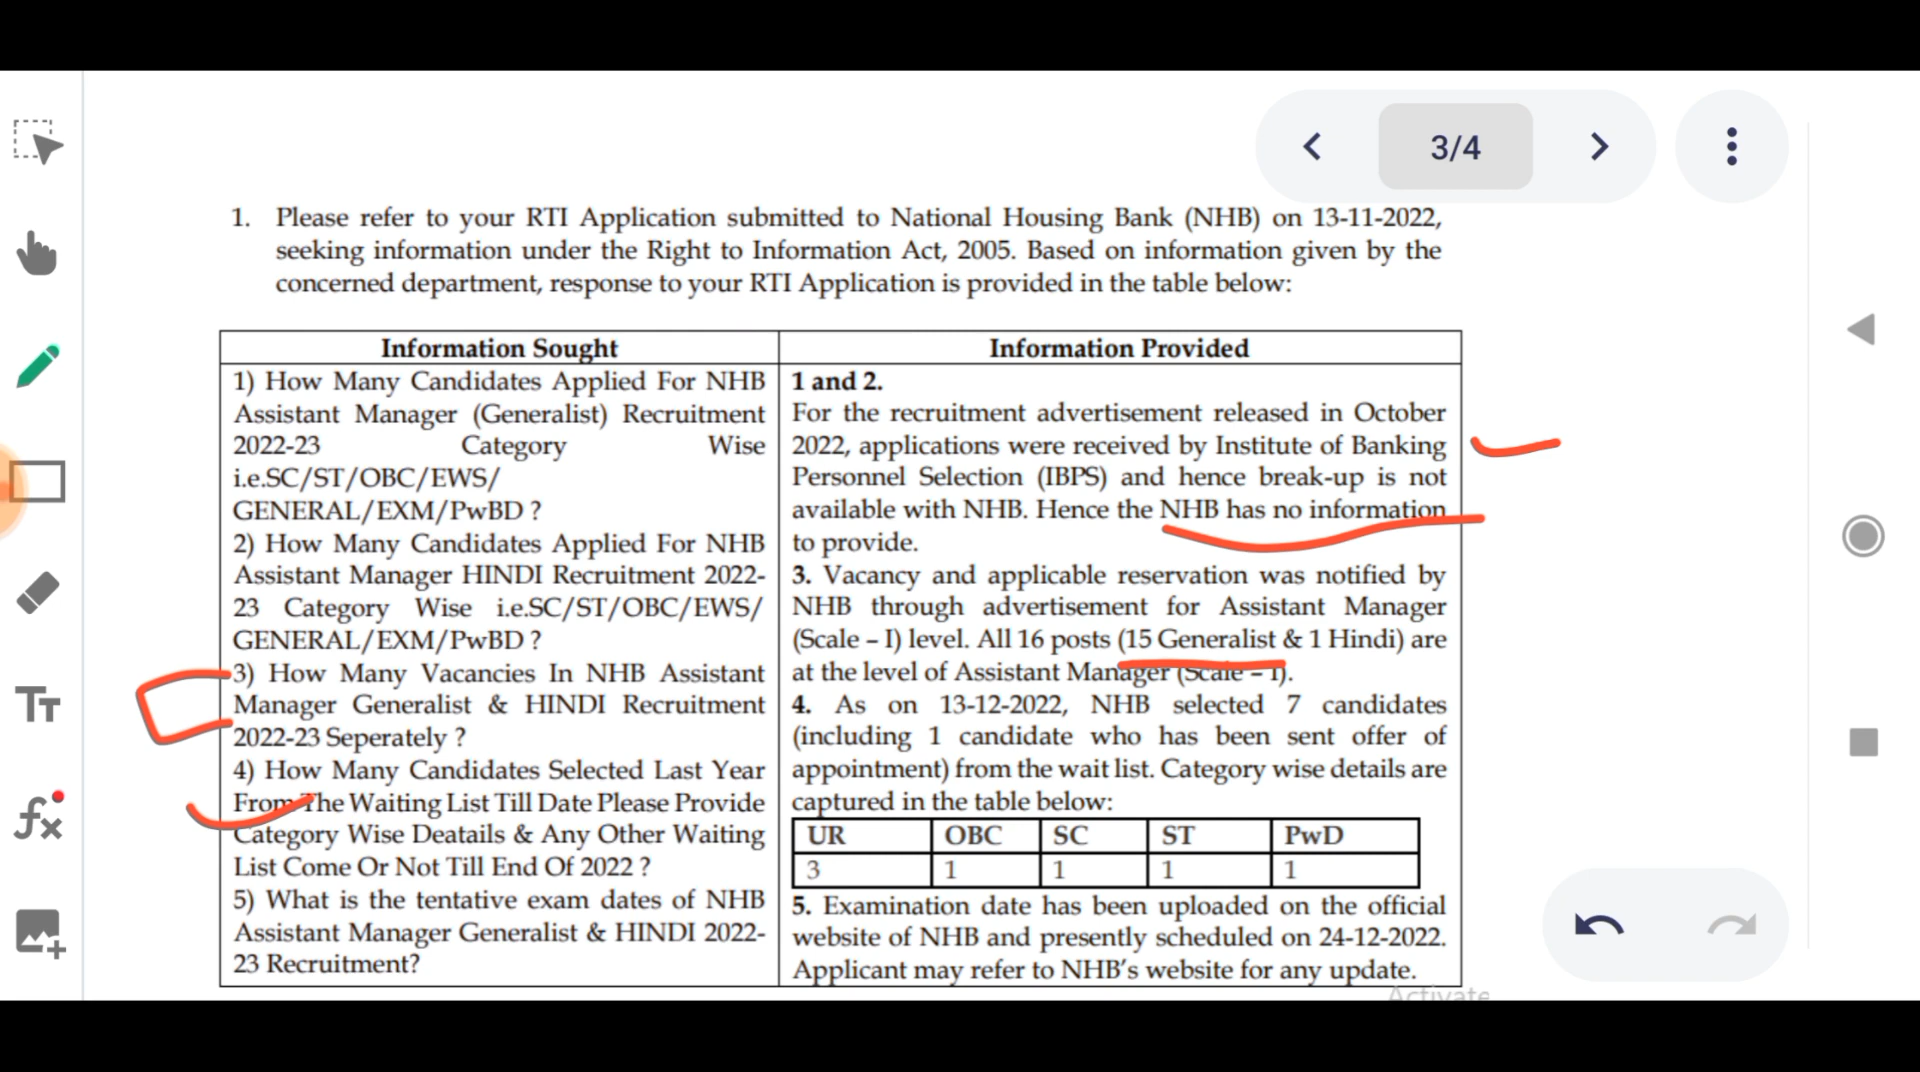 3/4
1. Please refer to your RTI Application submitted to National Housing Bank (NHB) on 13-11-2022,
seeking information under the Right to Information Act, 2005. Based on information given by the
concerned department, response to your RTI Application is provided in the table below:
Information Sought
1) How Many Candidates Applied For NHB
Assistant Manager (Generalist) Recruitment
2022-23 Category Wise
i.e.SC/ST/OBC/EWS/
GENERAL/EXM/PwBD ?
2) How Many Candidates Applied For NHB
Assistant Manager HINDI Recruitment 2022-
23 Category Wise i.e.SC/ST/OBC/EWS/
GENERAL/EXM/PwBD ?
3) How Many Vacancies In NHB Assistant
Manager Generalist & HINDI Recruitment
2022-23 Seperately ?
4) How Many Candidates Selected Last Year
From The Waiting List Till Date Please Provide
Category Wise Deatails & Any Other Waiting
List Come Or Not Till End Of 2022 ?
5) What is the tentative exam dates of NHB
Assistant Manager Generalist & HINDI 2022-
23 Recruitment?
Information Provided
1 and 2.
For the recruitment advertisement released in October
2022, applications were received by Institute of Banking
Personnel Selection (IBPS) and hence break-up is not
available with NHB. Hence the NHB has no information
to provide.
3. Vacancy and applicable reservation was notified by
NHB through advertisement for Assistant Manager
(Scale – I) level. All 16 posts (15 Generalist & 1 Hindi) are
at the level of Assistant Manager (Scale – I).
4. As on 13-12-2022, NHB selected 7 candidates
(including 1 candidate who has been sent offer of
appointment) from the wait list. Category wise details are
captured in the table below:
UR OBC SC ST PwD
3 1 1 1 1
5. Examination date has been uploaded on the official
website of NHB and presently scheduled on 24-12-2022.
Applicant may refer to NHB's website for any update.
Activate
Tт
fx